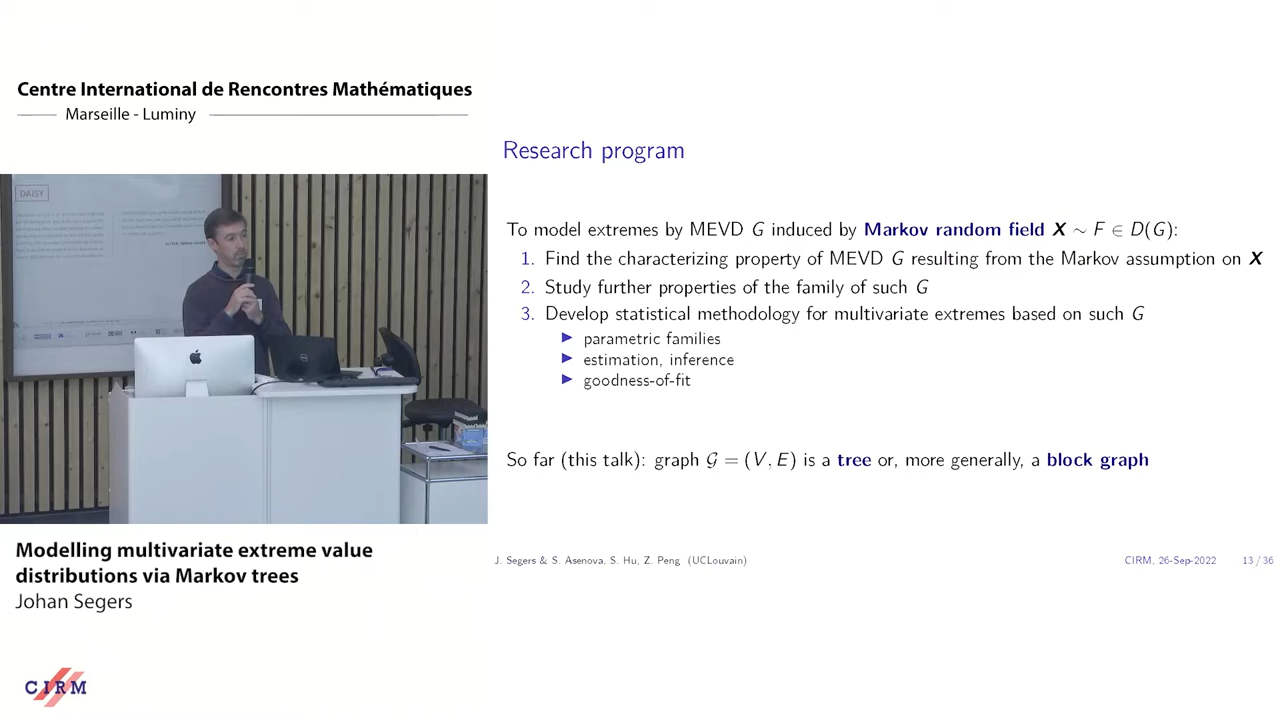 Centre International de Rencontres Mathématiques
Marseille - Luminy
DAISY
Research program
To model extremes by MEVD G induced by Markov random field X ∼ F ∈ D(G):
1. Find the characterizing property of MEVD G resulting from the Markov assumption on X
2. Study further properties of the family of such G
3. Develop statistical methodology for multivariate extremes based on such G
▶ parametric families
▶ estimation, inference
▶ goodness-of-fit
So far (this talk): graph 𝒢 = (V, E) is a tree or, more generally, a block graph
J. Segers & S. Asenova, S. Hu, Z. Peng (UCLouvain)
CIRM, 26-Sep-2022
13 / 36
Modelling multivariate extreme value
distributions via Markov trees
Johan Segers
CIRM